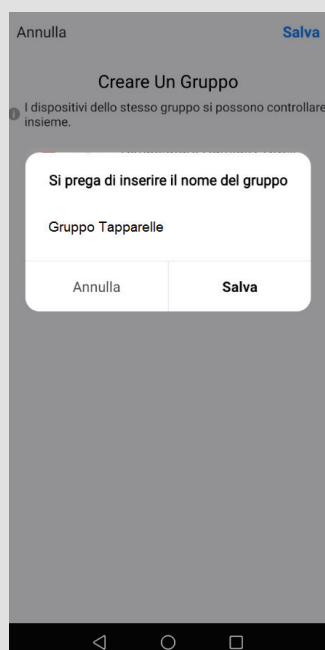 Annulla Salva
Creare Un Gruppo
I dispositivi dello stesso gruppo si possono controllare
insieme.
Si prega di inserire il nome del gruppo
Gruppo Tapparelle
Annulla Salva